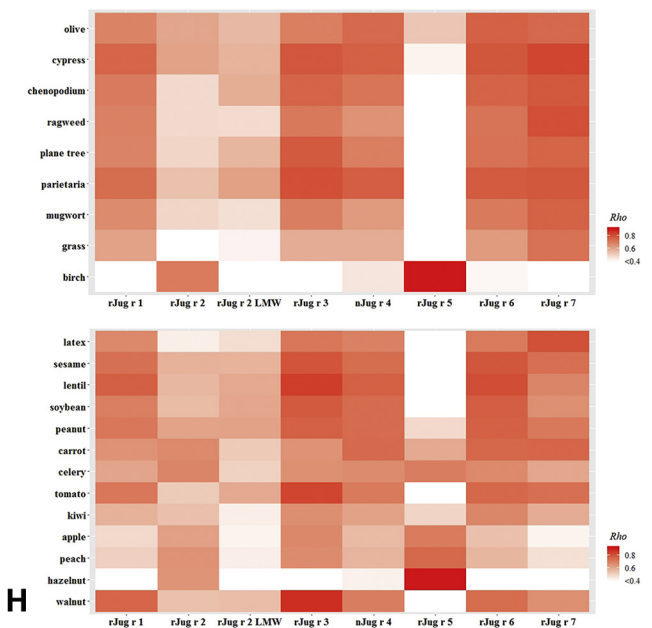 olive
cypress
chenopodium
ragweed
plane tree
parietaria
mugwort
grass
birch
rJug r 1 rJug r 2 rJug r 2 LMW rJug r 3 nJug r 4 rJug r 5 rJug r 6 rJug r 7
Rho
0.8
0.6
<0.4
latex
sesame
lentil
soybean
peanut
carrot
celery
tomato
kiwi
apple
peach
hazelnut
walnut
rJug r 1 rJug r 2 rJug r 2 LMW rJug r 3 nJug r 4 rJug r 5 rJug r 6 rJug r 7
Rho
0.8
0.6
<0.4
H